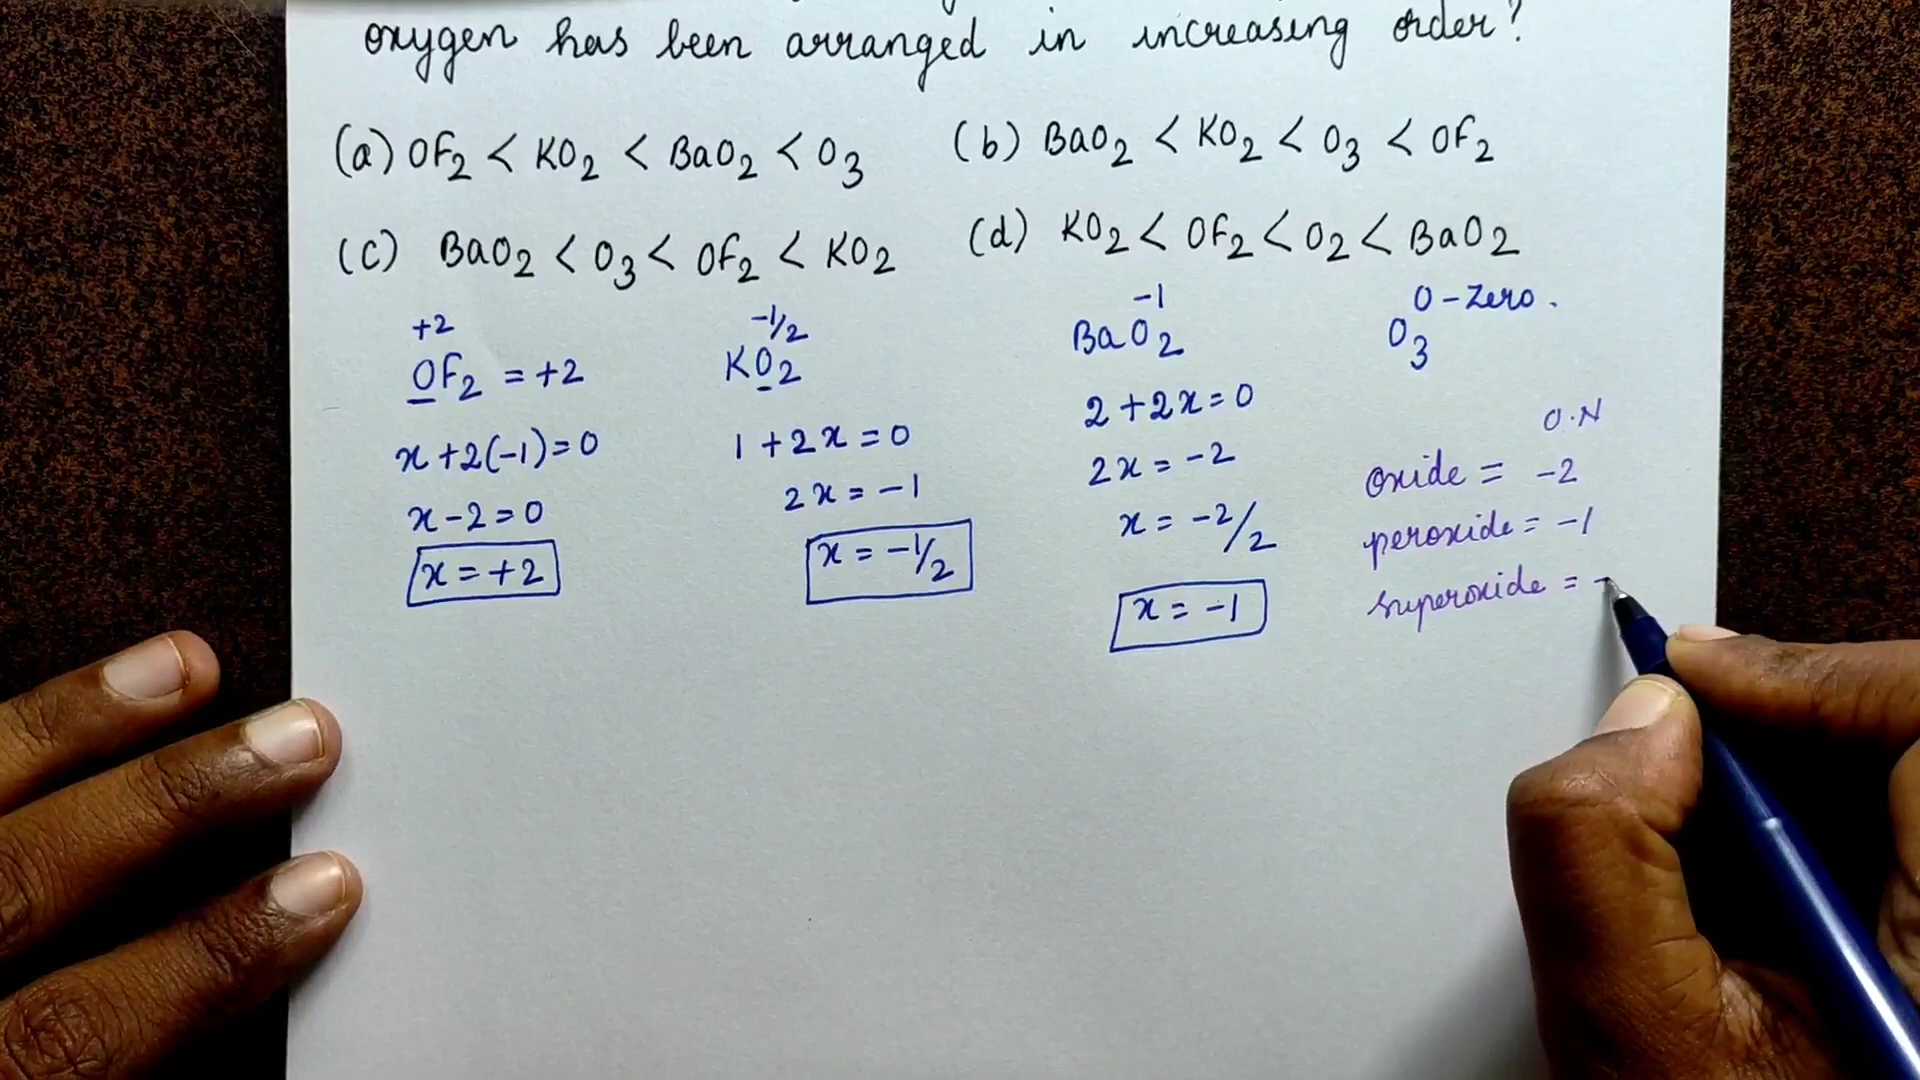 oxygen has been arranged in increasing order?
(a) OF₂ < KO₂ < BaO₂ < O₃
(b) BaO₂ < KO₂ < O₃ < OF₂
(c) BaO₂ < O₃ < OF₂ < KO₂
(d) KO₂ < OF₂ < O₂ < BaO₂
+2
OF₂ = +2
x+2(-1)=0
x-2=0
x=+2
-1/2
KO₂
1+2x=0
2x=-1
x=-1/2
-1
BaO₂
2+2x=0
2x=-2
x=-2/2
x=-1
0-Zero.
O₃
O.N
oxide = -2
peroxide = -1
superoxide = -